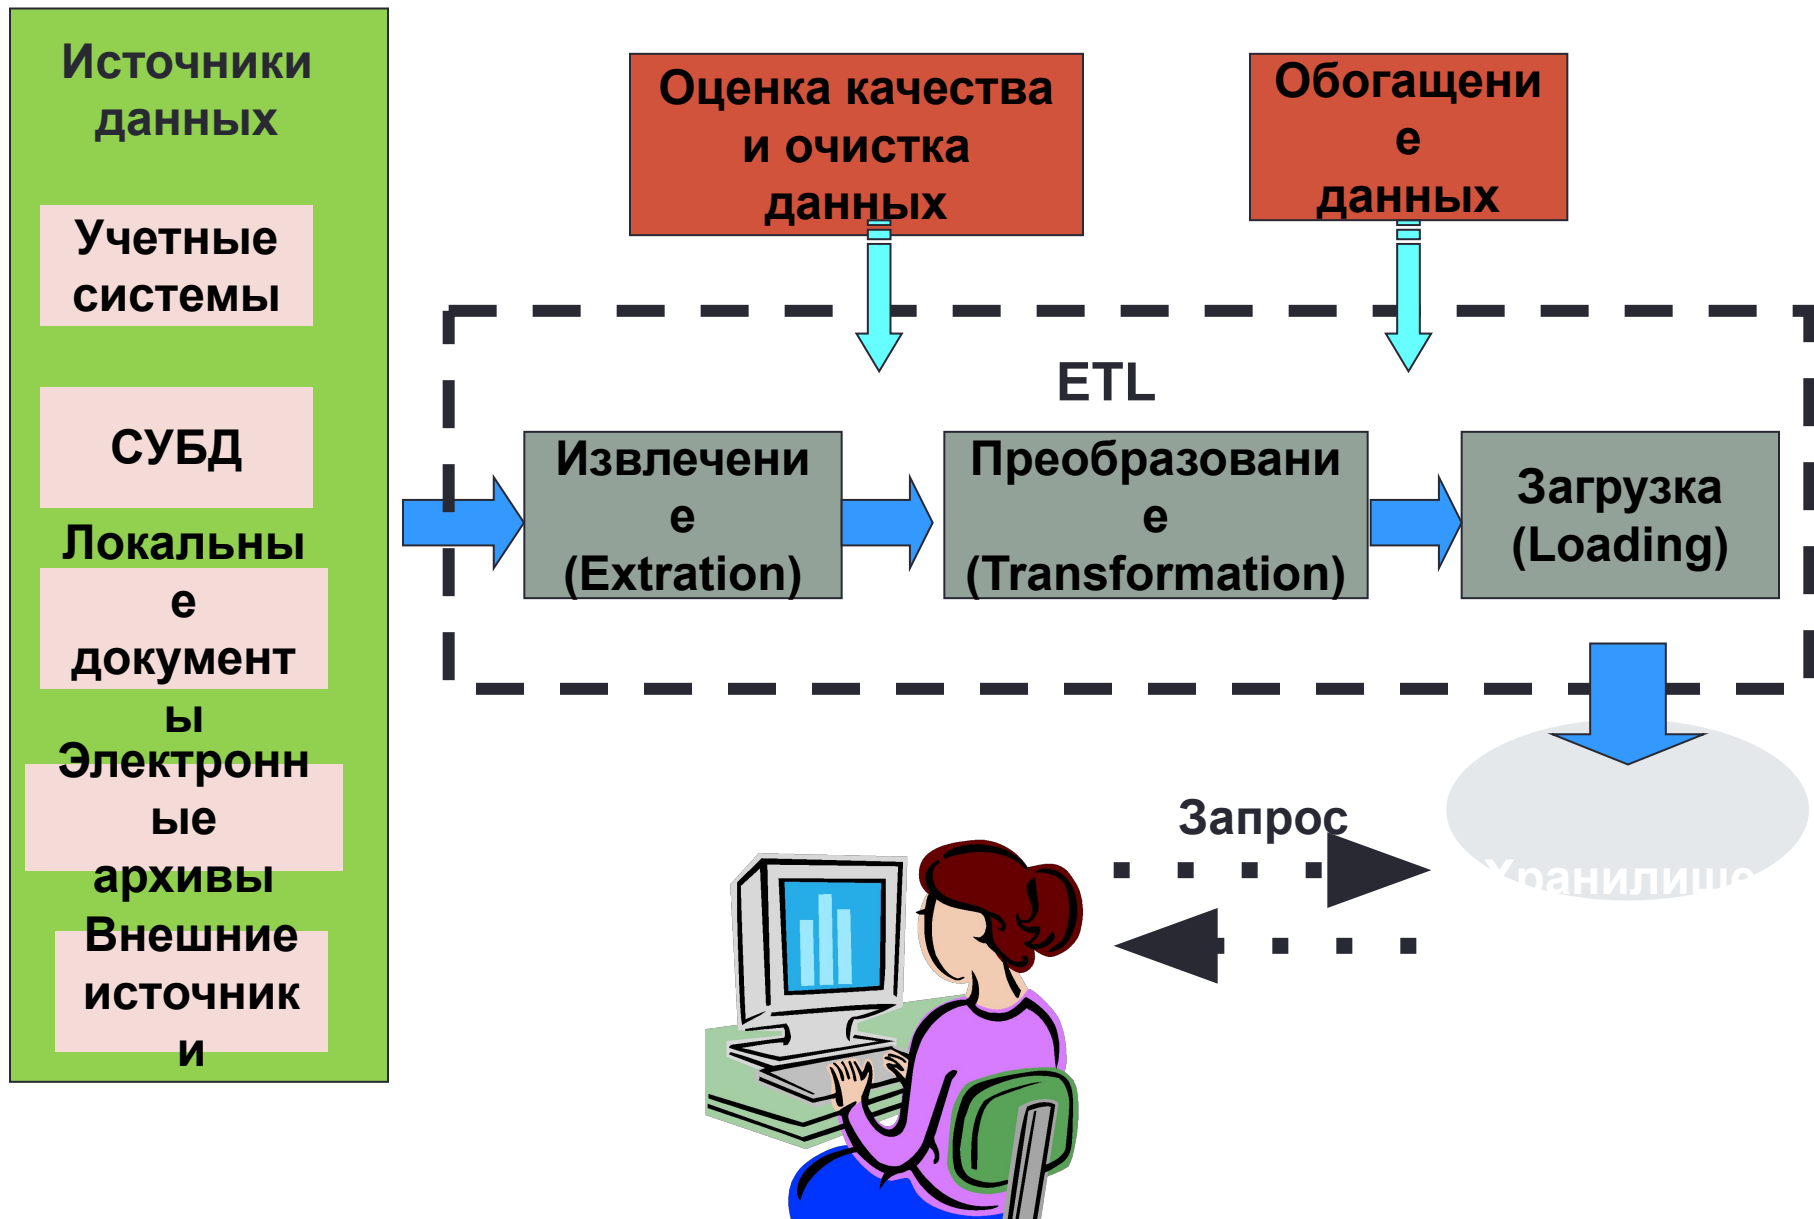 Источники
данных
Учетные
системы
СУБД
Локальны
е
документ
ы
Электронн
ые
архивы
Внешние
источник
и
Оценка качества
и очистка
данных
Обогащени
е
данных
ETL
Извлечени
е
(Extration)
Преобразовани
е
(Transformation)
Загрузка
(Loading)
Запрос
Хранилище